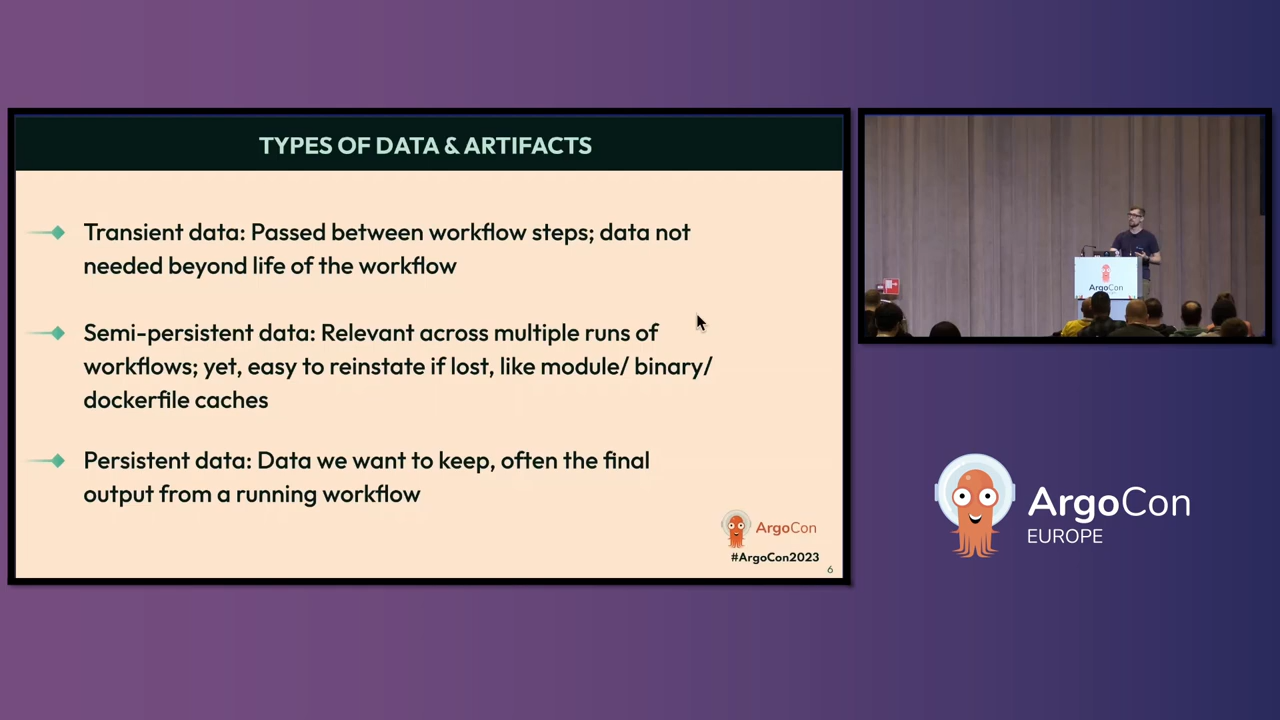 TYPES OF DATA & ARTIFACTS
Transient data: Passed between workflow steps; data not
needed beyond life of the workflow
Semi-persistent data: Relevant across multiple runs of
workflows; yet, easy to reinstate if lost, like module/ binary/
dockerfile caches
Persistent data: Data we want to keep, often the final
output from a running workflow
ArgoCon
#ArgoCon2023
6
ArgoCon
ArgoCon
EUROPE